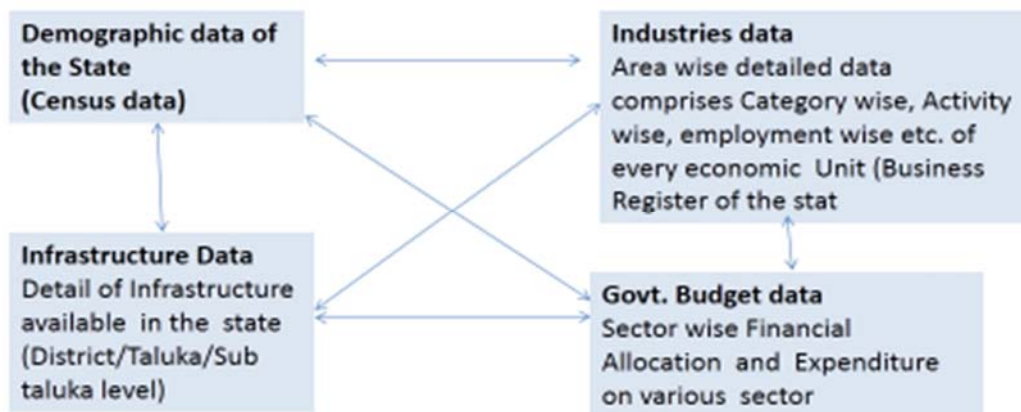 Demographic data of
the State
(Census data)
Industries data
Area wise detailed data
comprises Category wise, Activity
wise, employment wise etc. of
every economic Unit (Business
Register of the stat
Infrastructure Data
Detail of Infrastructure
available in the state
(District/Taluka/Sub
taluka level)
Govt. Budget data
Sector wise Financial
Allocation and Expenditure
on various sector